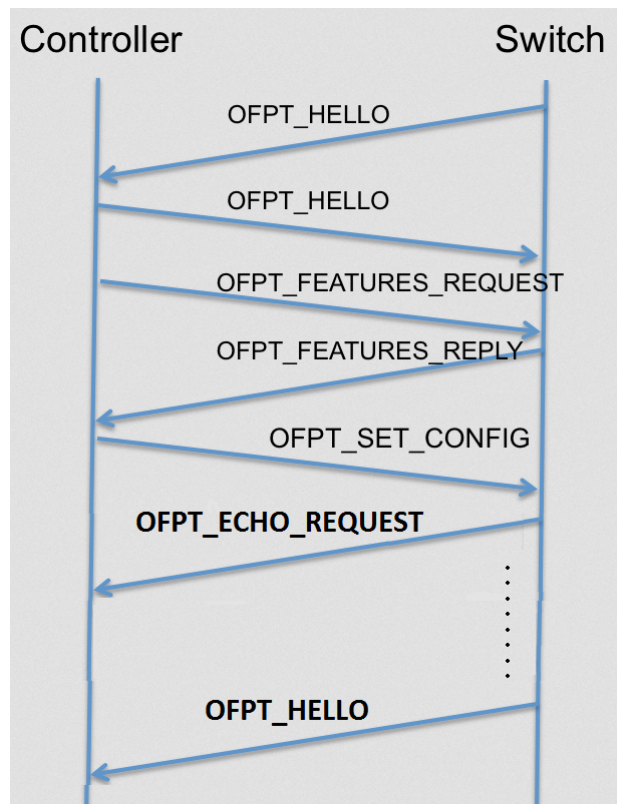 Controller
Switch
OFPT_HELLO
OFPT_HELLO
OFPT_FEATURES_REQUEST
OFPT_FEATURES_REPLY
OFPT_SET_CONFIG
OFPT_ECHO_REQUEST
OFPT_HELLO